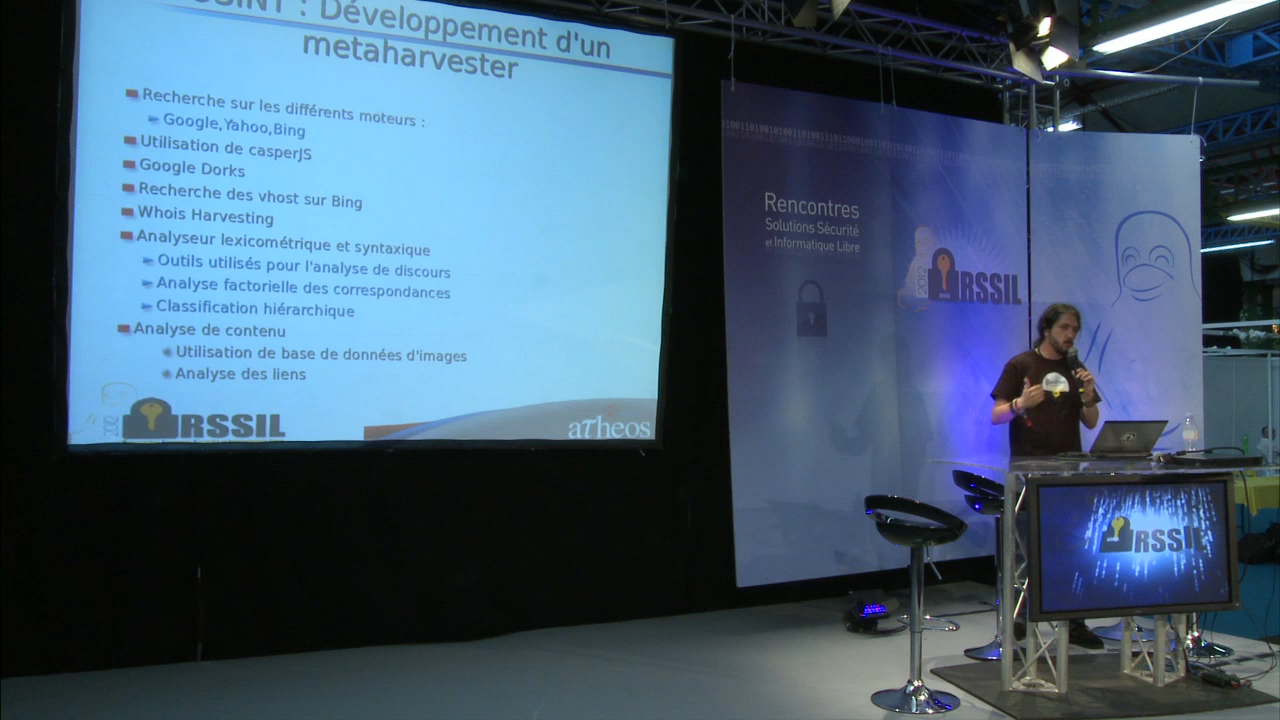 OSINT : Développement d'un
metaharvester
Recherche sur les différents moteurs :
Google,Yahoo,Bing
Utilisation de casperJS
Google Dorks
Recherche des vhost sur Bing
Whois Harvesting
Analyseur lexicométrique et syntaxique
Outils utilisés pour l'analyse de discours
Analyse factorielle des correspondances
Classification hiérarchique
Analyse de contenu
Utilisation de base de données d'images
Analyse des liens
2012
RSSIL
aTheos
Rencontres
Solutions Sécurité
et Informatique Libre
2012
RSSIL
RSSIL